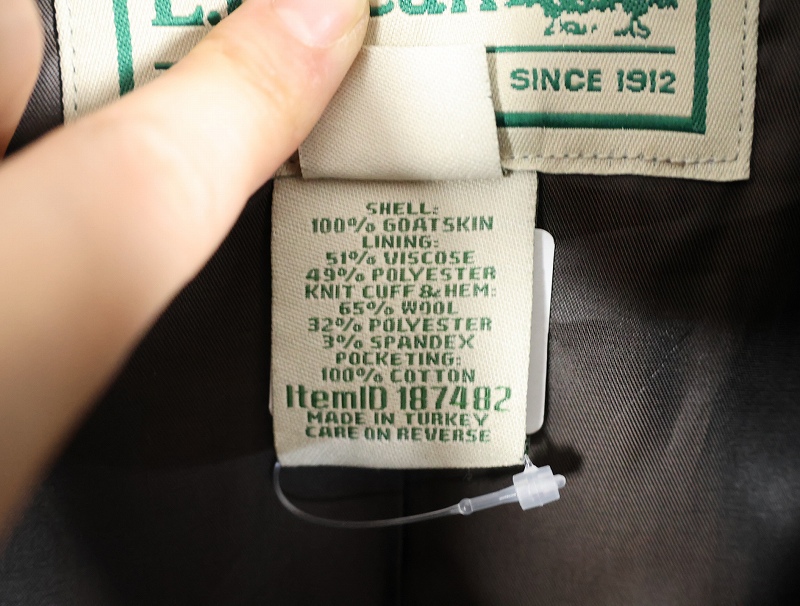 SINCE 1912
SHELL:
100% GOATSKIN
LINING:
51% VISCOSE
49% POLYESTER
KNIT CUFF & HEM:
65% WOOL
32% POLYESTER
3% SPANDEX
POCKETING:
100% COTTON
ItemID 187482
MADE IN TURKEY
CARE ON REVERSE